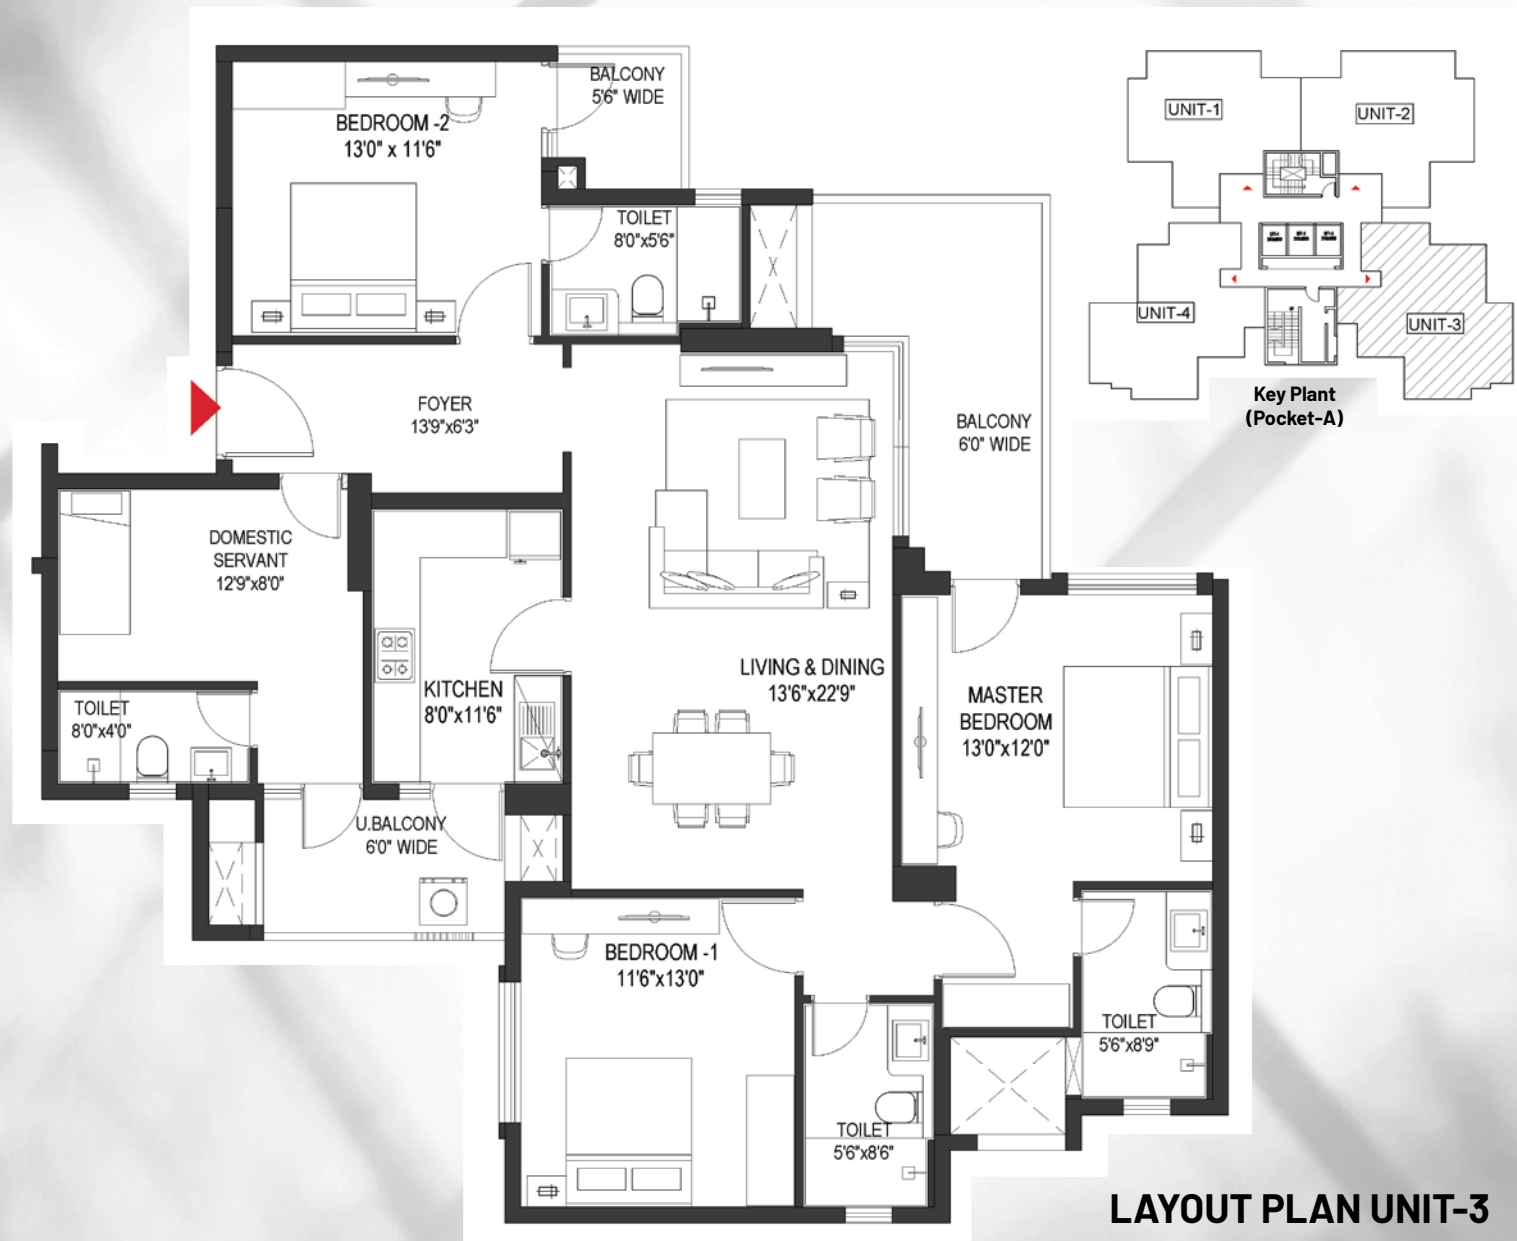 BALCONY
5'6" WIDE
BEDROOM -2
13'0" x 11'6"
TOILET
8'0"x5'6"
FOYER
13'9"x6'3"
BALCONY
6'0" WIDE
DOMESTIC
SERVANT
12'9"x8'0"
TOILET
8'0"x4'0"
KITCHEN
8'0"x11'6"
LIVING & DINING
13'6"x22'9"
MASTER
BEDROOM
13'0"x12'0"
U.BALCONY
6'0" WIDE
BEDROOM -1
11'6"x13'0"
TOILET
5'6"x8'9"
TOILET
5'6"x8'6"
UNIT-1
UNIT-2
UNIT-4
UNIT-3
Key Plant
(Pocket-A)
LAYOUT PLAN UNIT-3